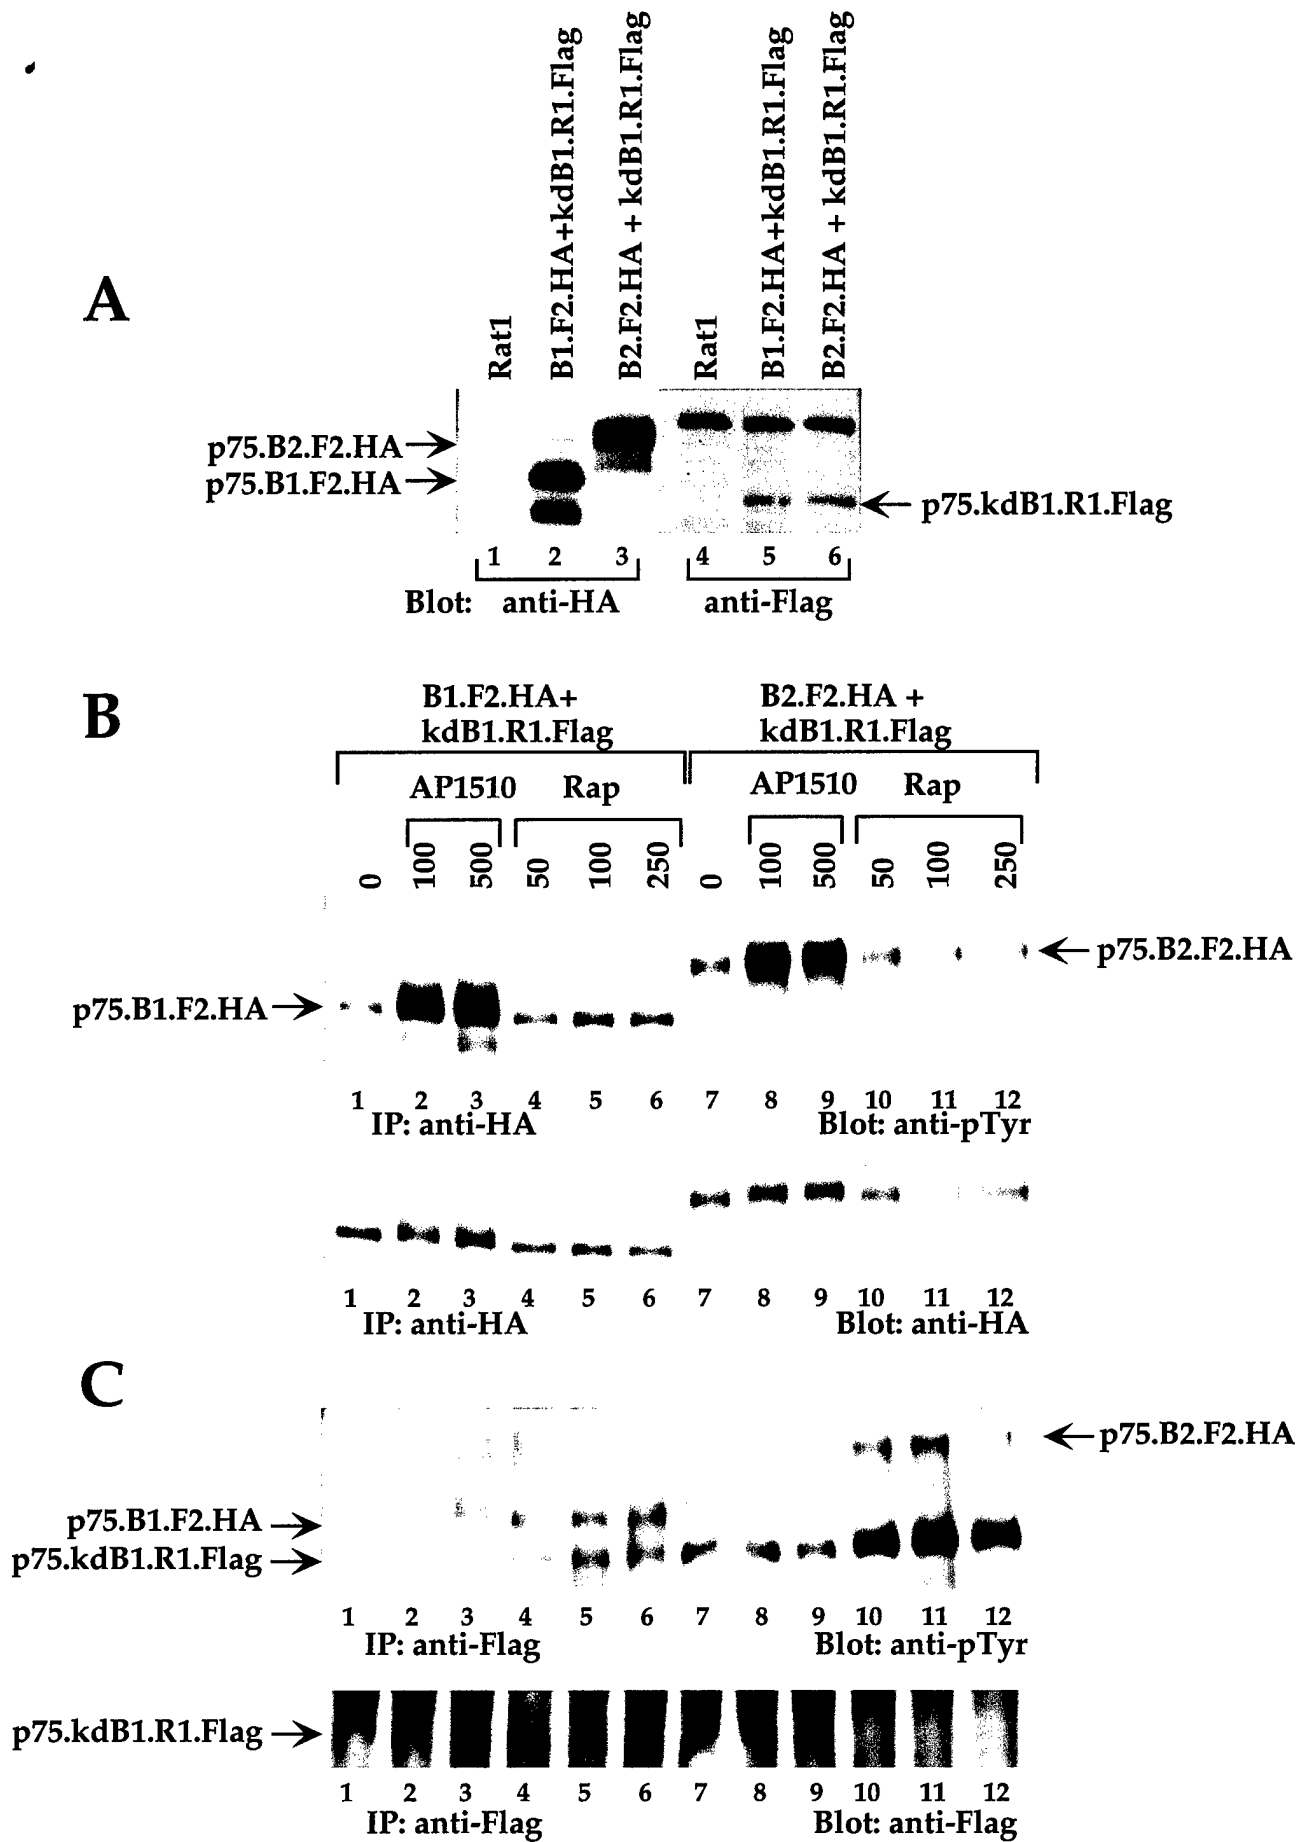 A
Rat1
B1.F2.HA+kdB1.R1.Flag
B2.F2.HA + kdB1.R1.Flag
Rat1
B1.F2.HA+kdB1.R1.Flag
B2.F2.HA + kdB1.R1.Flag
p75.B2.F2.HA
p75.B1.F2.HA
p75.kdB1.R1.Flag
1 2 3 4 5 6
Blot: anti-HA anti-Flag
B
B1.F2.HA+ B2.F2.HA +
kdB1.R1.Flag kdB1.R1.Flag
AP1510 Rap AP1510 Rap
0 100 500 50 100 250 0 100 500 50 100 250
p75.B2.F2.HA
p75.B1.F2.HA
1 2 3 4 5 6 7 8 9 10 11 12
IP: anti-HA Blot: anti-pTyr
1 2 3 4 5 6 7 8 9 10 11 12
IP: anti-HA Blot: anti-HA
C
p75.B2.F2.HA
p75.B1.F2.HA
p75.kdB1.R1.Flag
1 2 3 4 5 6 7 8 9 10 11 12
IP: anti-Flag Blot: anti-pTyr
p75.kdB1.R1.Flag
1 2 3 4 5 6 7 8 9 10 11 12
IP: anti-Flag Blot: anti-Flag